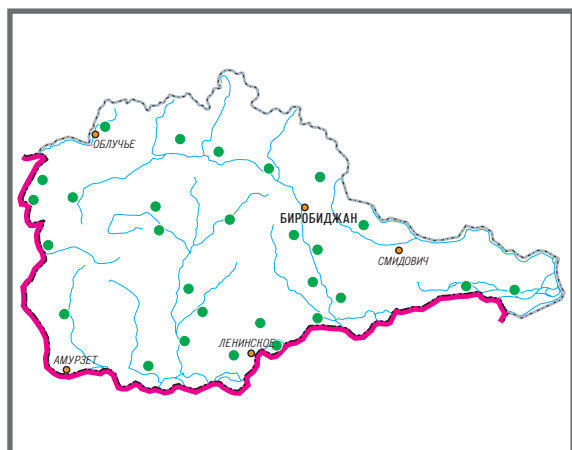 ОБЛУЧЬЕ
БИРОБИДЖАН
СМИДОВИЧ
ЛЕНИНСКОЕ
АМУРЗЕТ